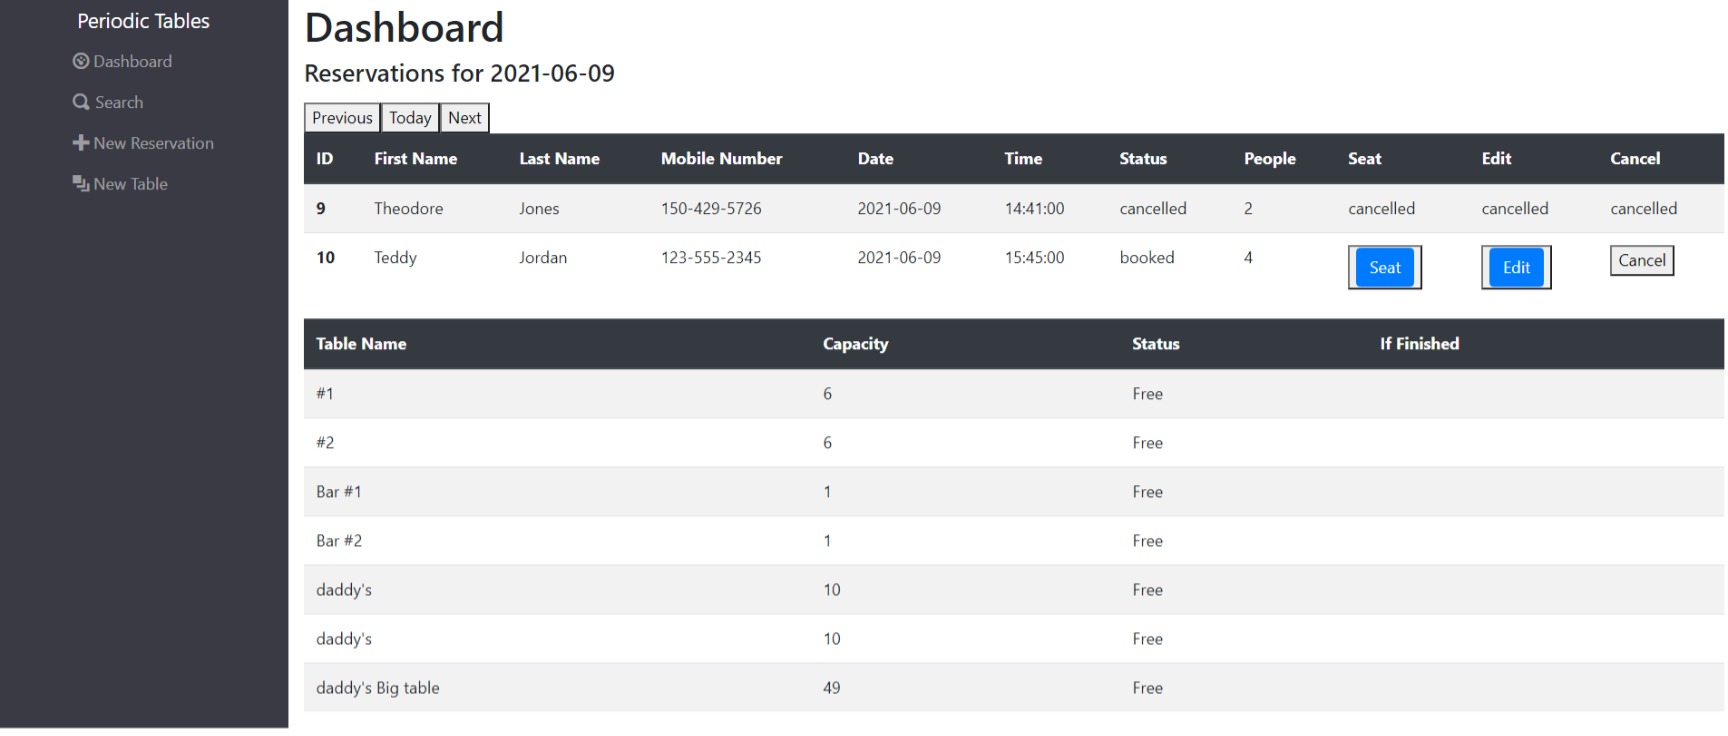 Periodic Tables
Dashboard
Search
New Reservation
New Table
Dashboard
Reservations for 2021-06-09
Previous Today Next
ID First Name Last Name Mobile Number Date Time Status People Seat Edit Cancel
9 Theodore Jones 150-429-5726 2021-06-09 14:41:00 cancelled 2 cancelled cancelled cancelled
10 Teddy Jordan 123-555-2345 2021-06-09 15:45:00 booked 4 Seat Edit Cancel
Table Name Capacity Status If Finished
#1 6 Free
#2 6 Free
Bar #1 1 Free
Bar #2 1 Free
daddy's 10 Free
daddy's 10 Free
daddy's Big table 49 Free